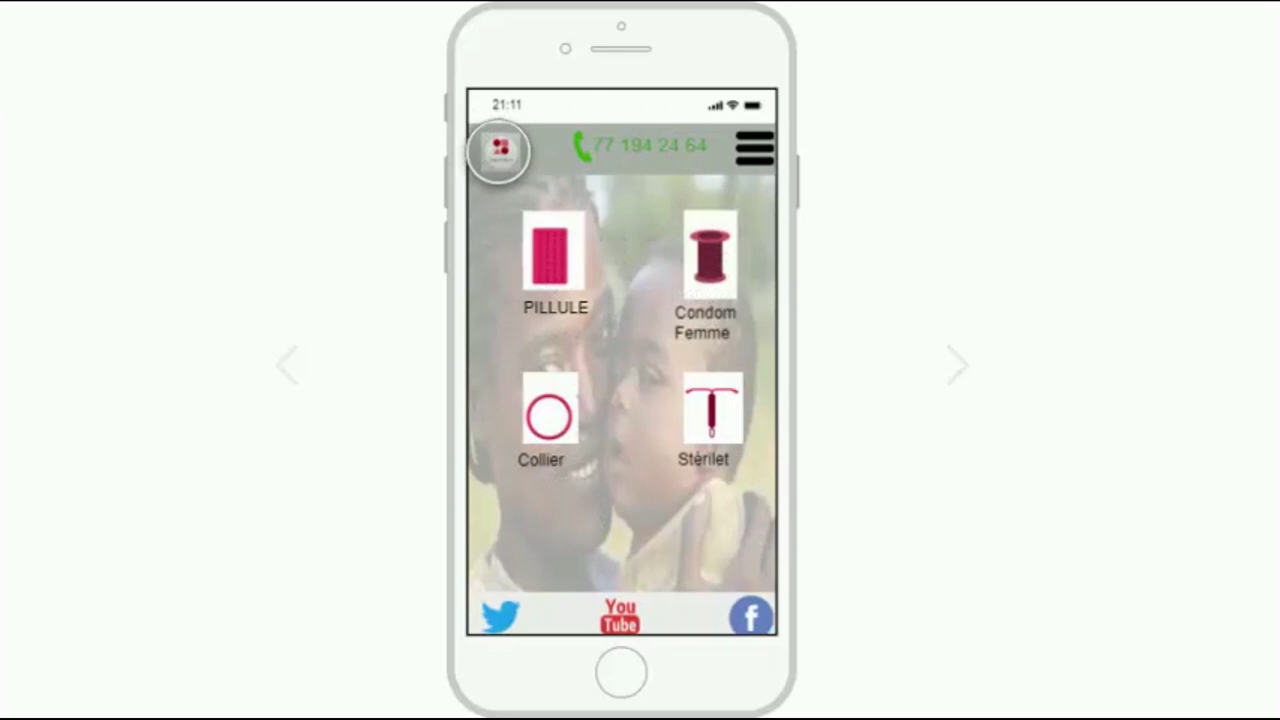 21:11
77 194 24 64
PILLULE
Condom
Femme
Collier
Stérilet
You
Tube
f